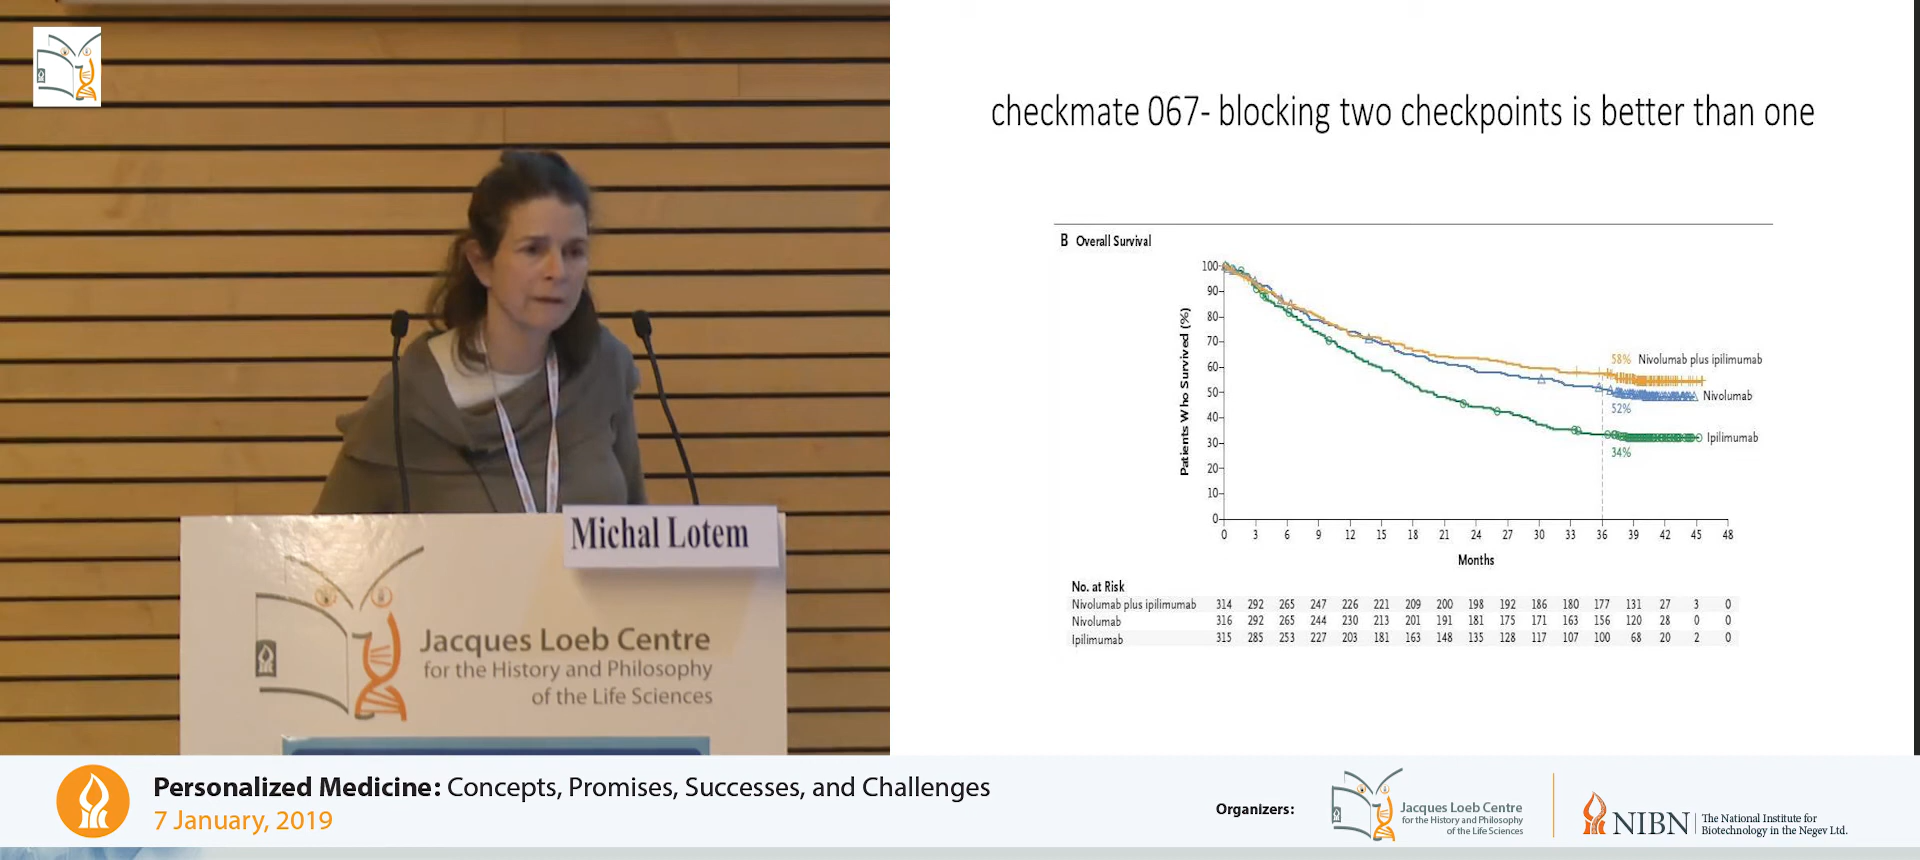 checkmate 067- blocking two checkpoints is better than one
B Overall Survival
Patients Who Survived (%)
100
90
80
70
60
50
40
30
20
10
0
58% Nivolumab plus ipilimumab
Nivolumab
52%
Ipilimumab
34%
0 3 6 9 12 15 18 21 24 27 30 33 36 39 42 45 48
Months
No. at Risk
Nivolumab plus ipilimumab 314 292 265 247 226 221 209 200 198 192 186 180 177 131 27 3 0
Nivolumab 316 292 265 244 230 213 201 191 181 175 171 163 156 120 28 0 0
Ipilimumab 315 285 253 227 203 181 163 148 135 128 117 107 100 68 20 2 0
Michal Lotem
Jacques Loeb Centre
for the History and Philosophy
of the Life Sciences
Personalized Medicine: Concepts, Promises, Successes, and Challenges
7 January, 2019
Organizers:
Jacques Loeb Centre
for the History and Philosophy
of the Life Sciences
NIBN
The National Institute for
Biotechnology in the Negev Ltd.